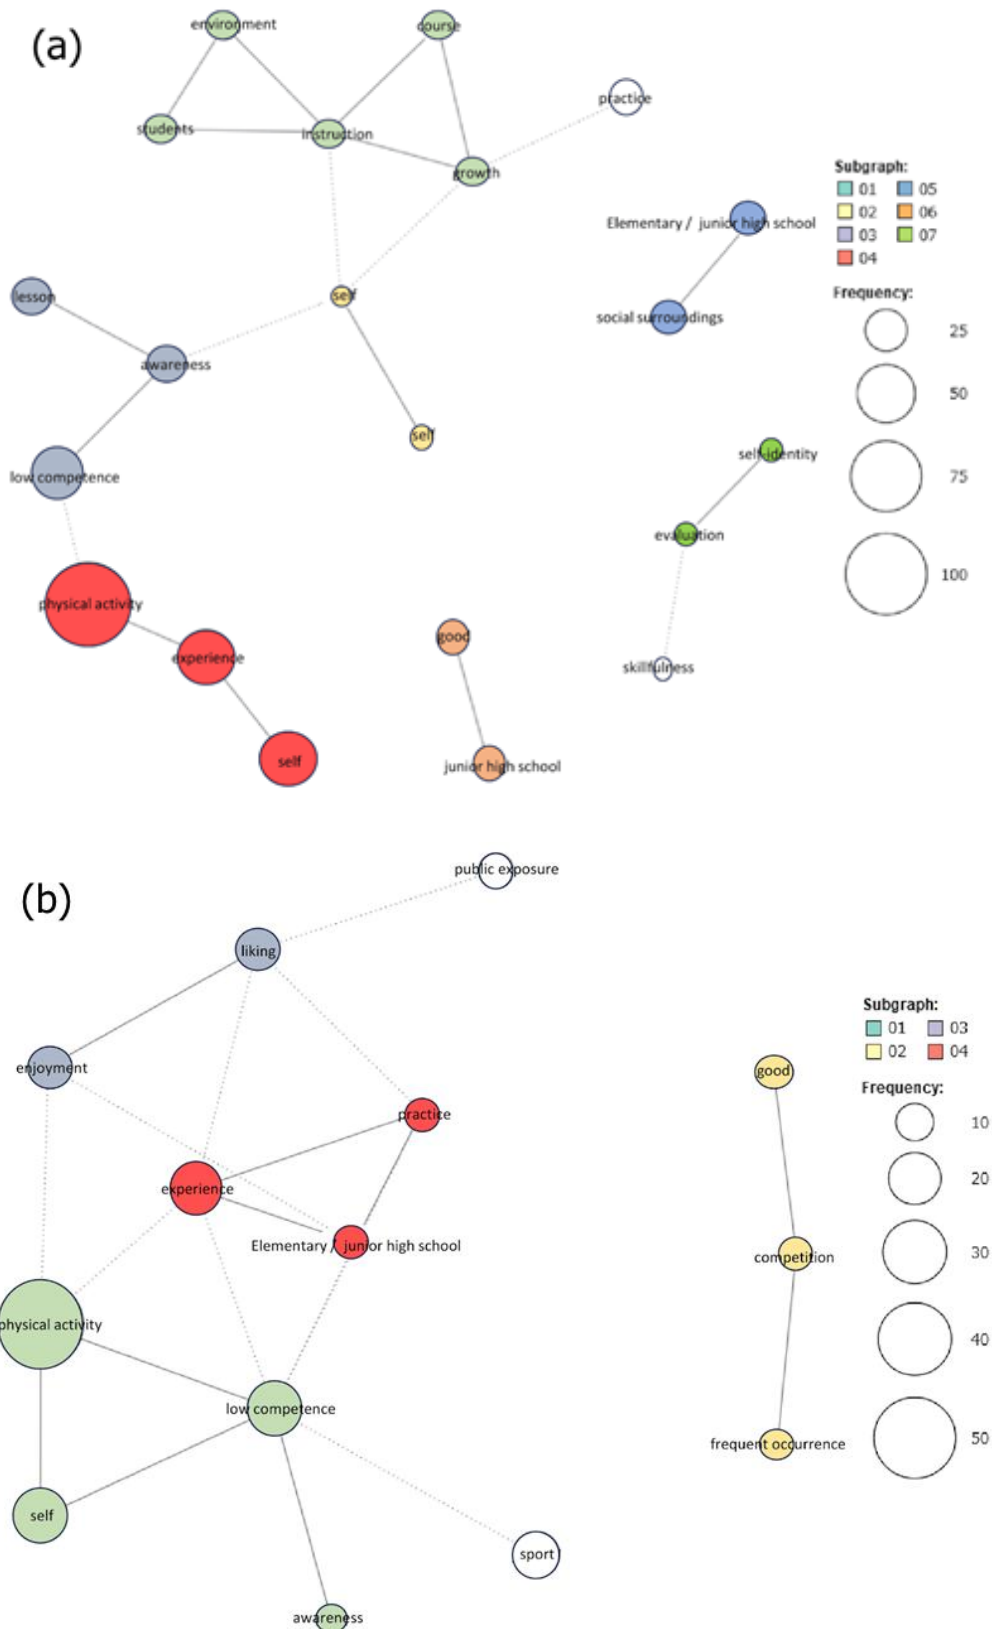 (a)
environment
course
practice
students
instruction
growth
Subgraph:
01 05
02 06
03 07
04
Elementary / junior high school
social surroundings
lesson
self
Frequency:
25
50
75
100
awareness
self
low competence
self-identity
evaluation
physical activity
experience
good
skillfulness
self
junior high school
(b)
public exposure
liking
enjoyment
practice
experience
Elementary / junior high school
physical activity
low competence
self
sport
awareness
Subgraph:
01 03
02 04
Frequency:
10
20
30
40
50
good
competition
frequent occurrence